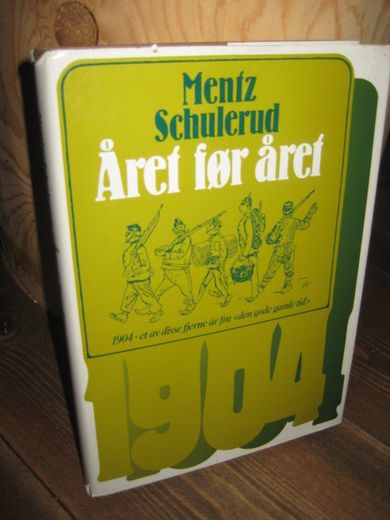 Mentz
Schulerud
Året før året
1904 - et av disse fjerne år fra «den gode gamle tid»
1904